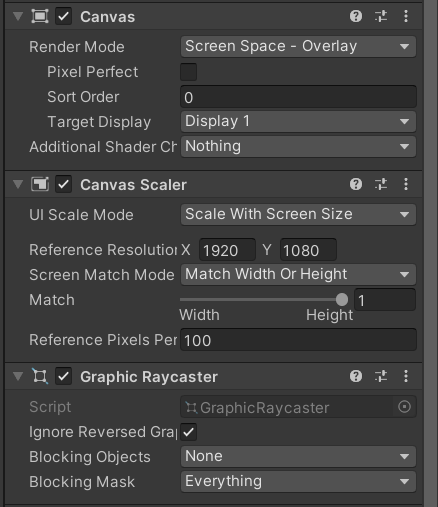 Canvas
Render Mode Screen Space - Overlay
Pixel Perfect
Sort Order 0
Target Display Display 1
Additional Shader Ch Nothing
Canvas Scaler
UI Scale Mode Scale With Screen Size
Reference Resolution X 1920 Y 1080
Screen Match Mode Match Width Or Height
Match 1
Width Height
Reference Pixels Per 100
Graphic Raycaster
Script GraphicRaycaster
Ignore Reversed Grap
Blocking Objects None
Blocking Mask Everything